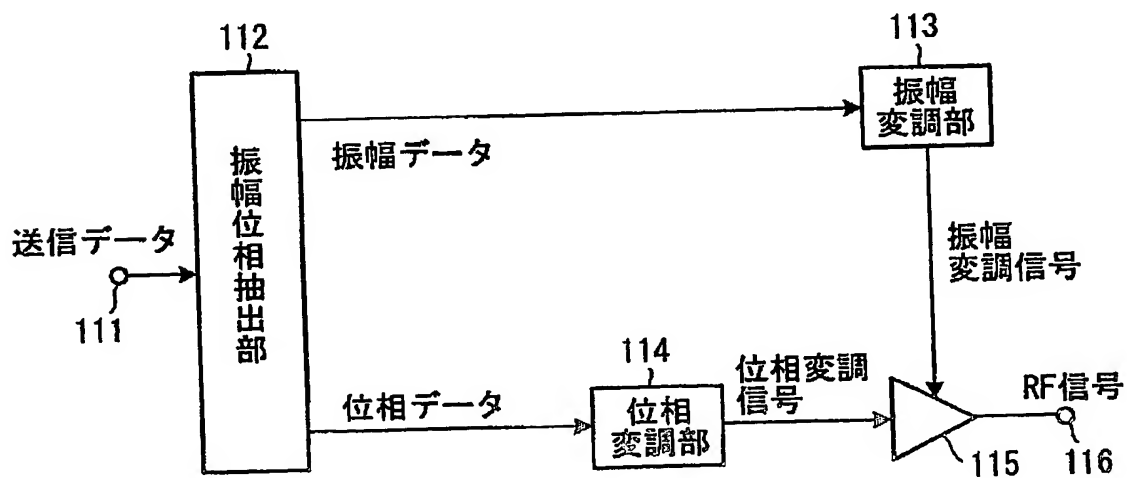 112
113
振幅
変調部
振幅位相抽出部
振幅データ
送信データ
111
振幅
変調信号
114
位相変調
信号
位相データ
位相
変調部
RF信号
115
116